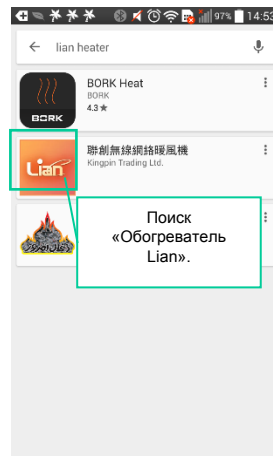 97% 14:53
lian heater
BORK Heat
BORK
4.3★
BORK
聯創無線網絡暖風機
Kingpin Trading Ltd.
Lian
Поиск
«Обогреватель
Lian».